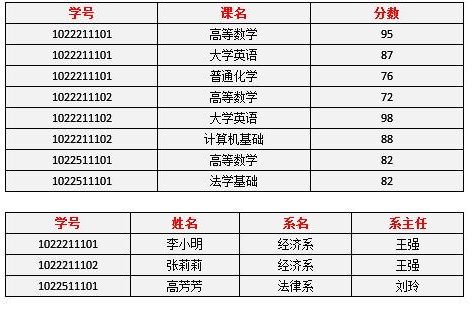 学号 课名 分数
1022211101 高等数学 95
1022211101 大学英语 87
1022211101 普通化学 76
1022211102 高等数学 72
1022211102 大学英语 98
1022211102 计算机基础 88
1022511101 高等数学 82
1022511101 法学基础 82
学号 姓名 系名 系主任
1022211101 李小明 经济系 王强
1022211102 张莉莉 经济系 王强
1022511101 高芳芳 法律系 刘玲